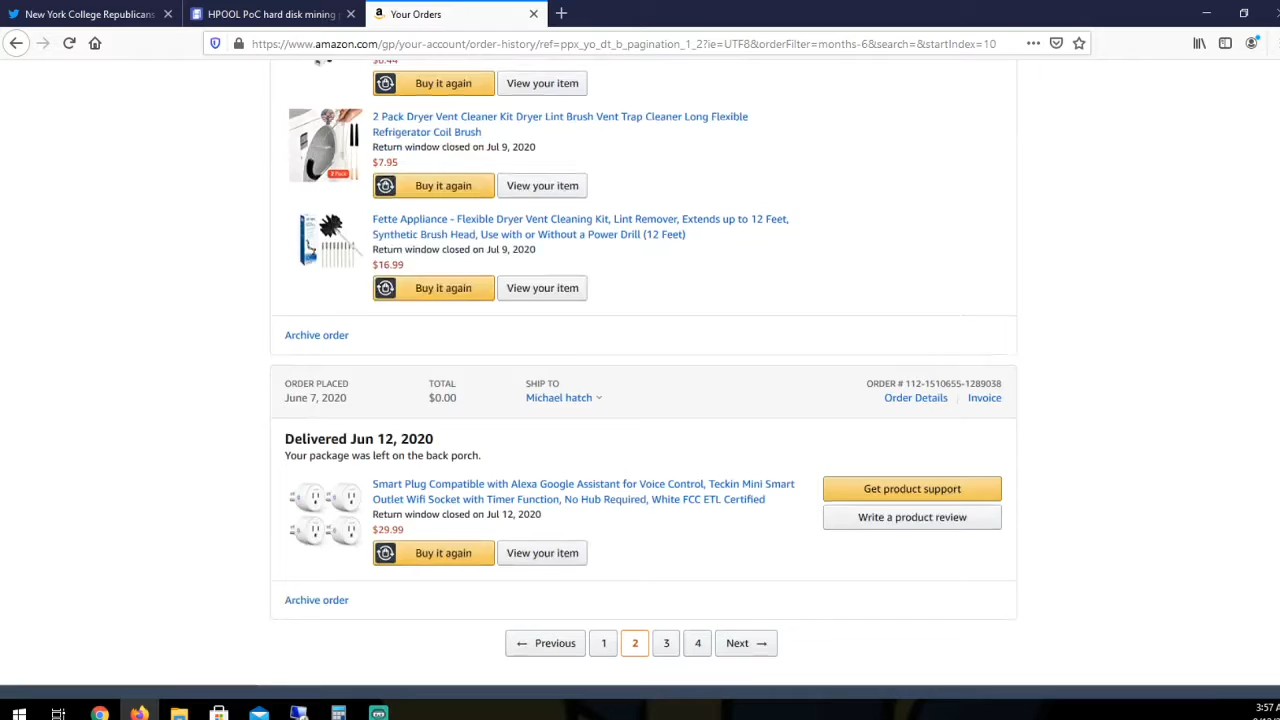 New York College Republicans
HPOOL PoC hard disk mining
Your Orders
https://www.amazon.com/gp/your-account/order-history/ref=ppx_yo_dt_b_pagination_1_2?ie=UTF8&orderFilter=months-6&search=&startIndex=10
Buy it again
View your item
2 Pack Dryer Vent Cleaner Kit Dryer Lint Brush Vent Trap Cleaner Long Flexible
Refrigerator Coil Brush
Return window closed on Jul 9, 2020
$7.95
Buy it again
View your item
Fette Appliance - Flexible Dryer Vent Cleaning Kit, Lint Remover, Extends up to 12 Feet,
Synthetic Brush Head, Use with or Without a Power Drill (12 Feet)
Return window closed on Jul 9, 2020
$16.99
Buy it again
View your item
Archive order
ORDER PLACED
June 7, 2020
TOTAL
$0.00
SHIP TO
Michael hatch
ORDER # 112-1510655-1289038
Order Details
Invoice
Delivered Jun 12, 2020
Your package was left on the back porch.
Smart Plug Compatible with Alexa Google Assistant for Voice Control, Teckin Mini Smart
Outlet Wifi Socket with Timer Function, No Hub Required, White FCC ETL Certified
Return window closed on Jul 12, 2020
$29.99
Buy it again
View your item
Get product support
Write a product review
Archive order
← Previous 1 2 3 4 Next →
3:57